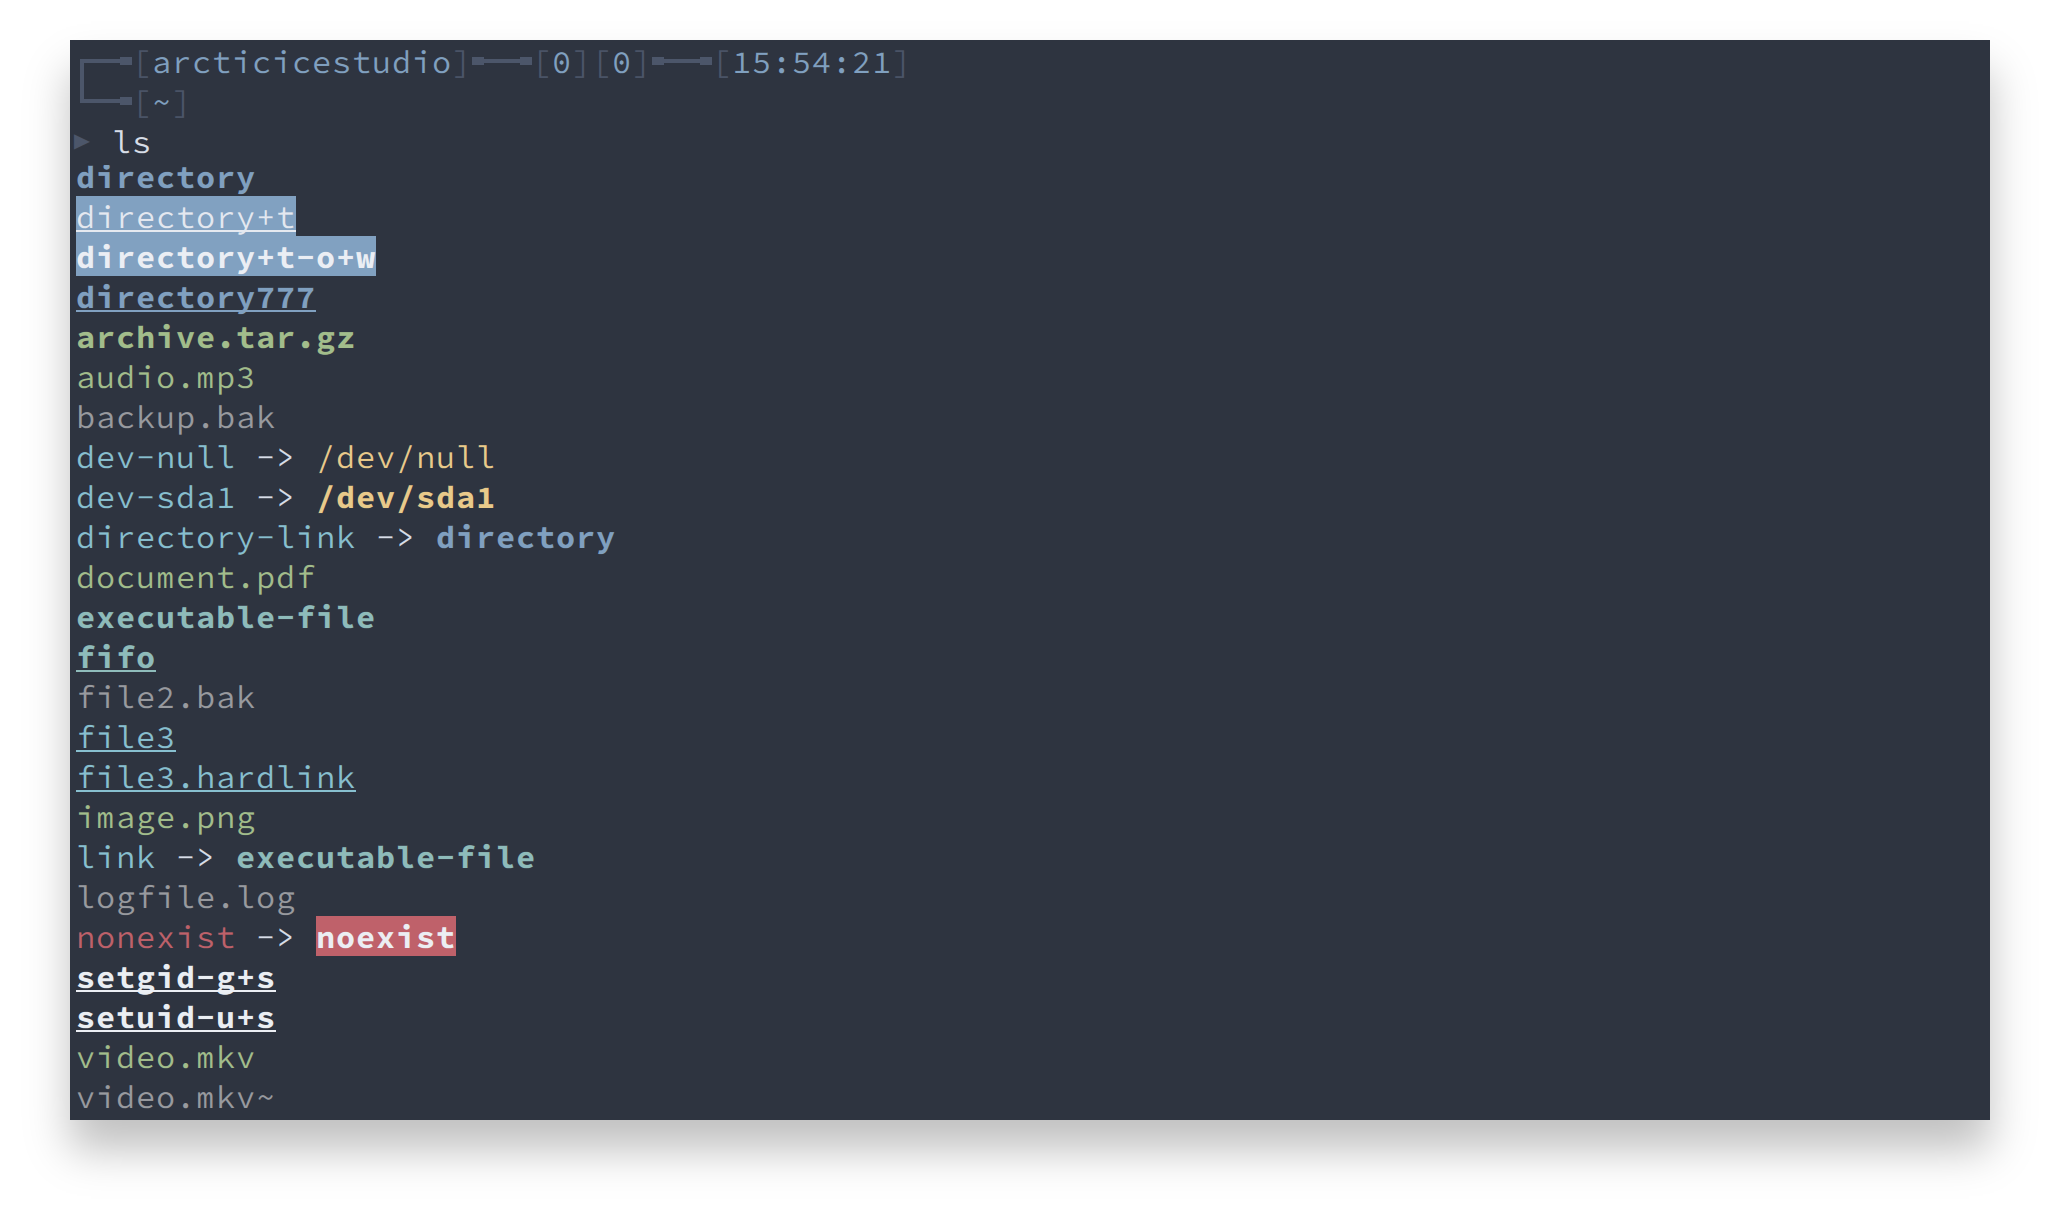 ┌──╼[arcticicestudio]╾──╼[0][0]╾──╼[15:54:21]
└──╼[~]
▶ ls
directory
directory+t
directory+t-o+w
directory777
archive.tar.gz
audio.mp3
backup.bak
dev-null -> /dev/null
dev-sda1 -> /dev/sda1
directory-link -> directory
document.pdf
executable-file
fifo
file2.bak
file3
file3.hardlink
image.png
link -> executable-file
logfile.log
nonexist -> noexist
setgid-g+s
setuid-u+s
video.mkv
video.mkv~